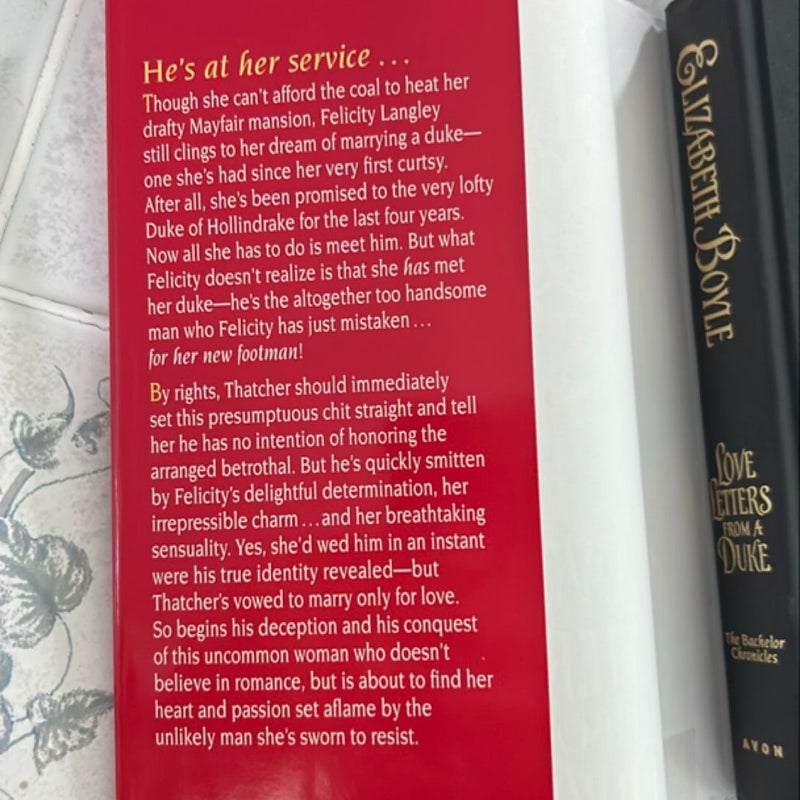 He's at her service ...
Though she can't afford the coal to heat her
drafty Mayfair mansion, Felicity Langley
still clings to her dream of marrying a duke—
one she's had since her very first curtsy.
After all, she's been promised to the very lofty
Duke of Hollindrake for the last four years.
Now all she has to do is meet him. But what
Felicity doesn't realize is that she has met
her duke—he's the altogether too handsome
man who Felicity has just mistaken ...
for her new footman!
By rights, Thatcher should immediately
set this presumptuous chit straight and tell
her he has no intention of honoring the
arranged betrothal. But he's quickly smitten
by Felicity's delightful determination, her
irrepressible charm ... and her breathtaking
sensuality. Yes, she'd wed him in an instant
were his true identity revealed—but
Thatcher's vowed to marry only for love.
So begins his deception and his conquest
of this uncommon woman who doesn't
believe in romance, but is about to find her
heart and passion set aflame by the
unlikely man she's sworn to resist.
ELIZABETH BOYLE
LOVE
LETTERS
FROM A
DUKE
The Bachelor
Chronicles
AVON